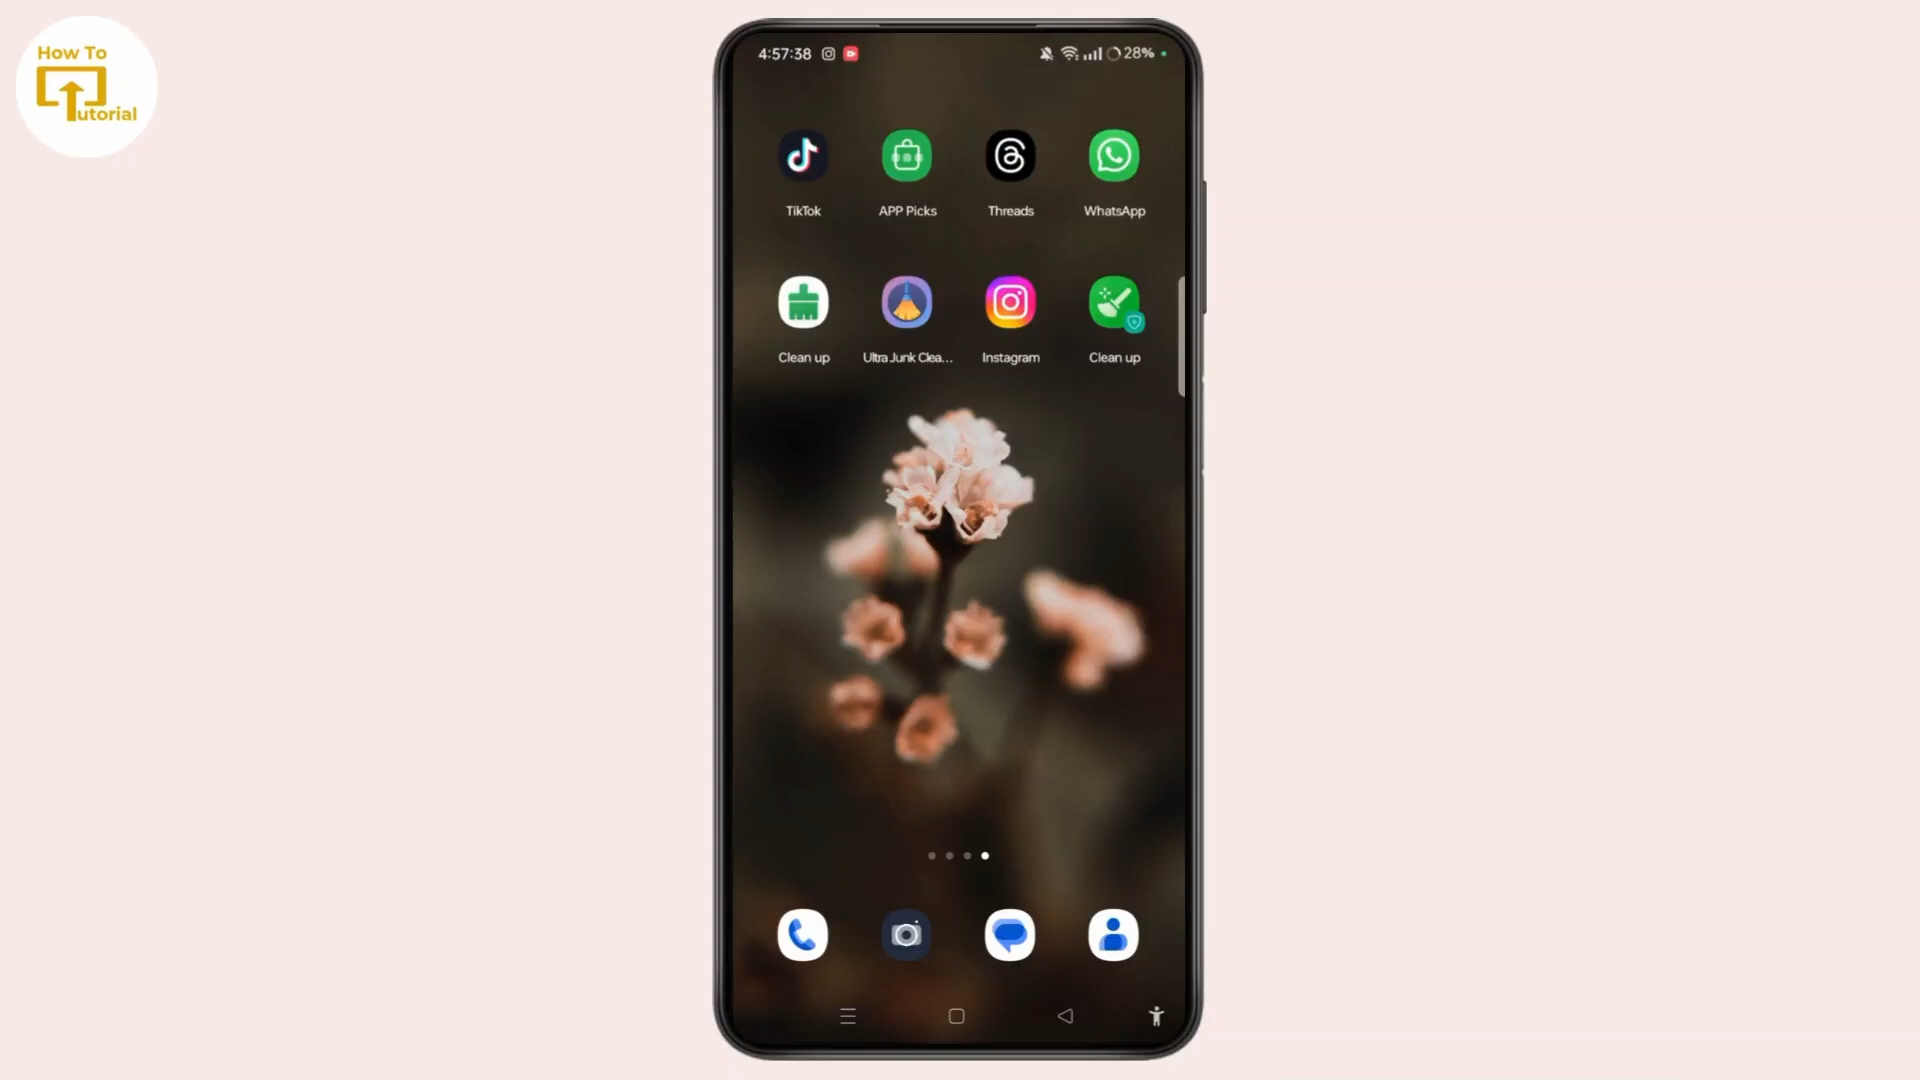 How To
Tutorial
4:57:38
28%
TikTok
APP Picks
Threads
WhatsApp
Clean up
Ultra Junk Clea...
Instagram
Clean up